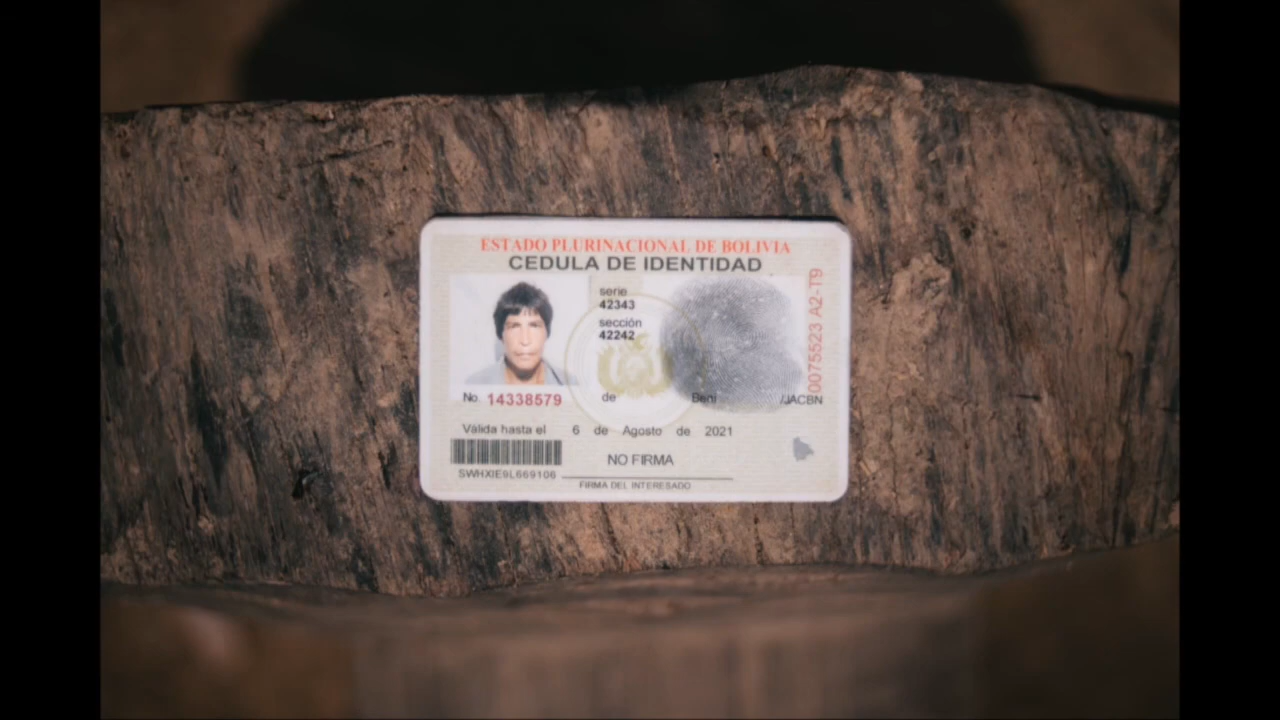 ESTADO PLURINACIONAL DE BOLIVIA
CEDULA DE IDENTIDAD
serie
42343
sección
42242
0075523 A2-T9
No. 14338579 de Beni /JACBN
Válida hasta el 6 de Agosto de 2021
NO FIRMA
SWHXIE9L669106
FIRMA DEL INTERESADO